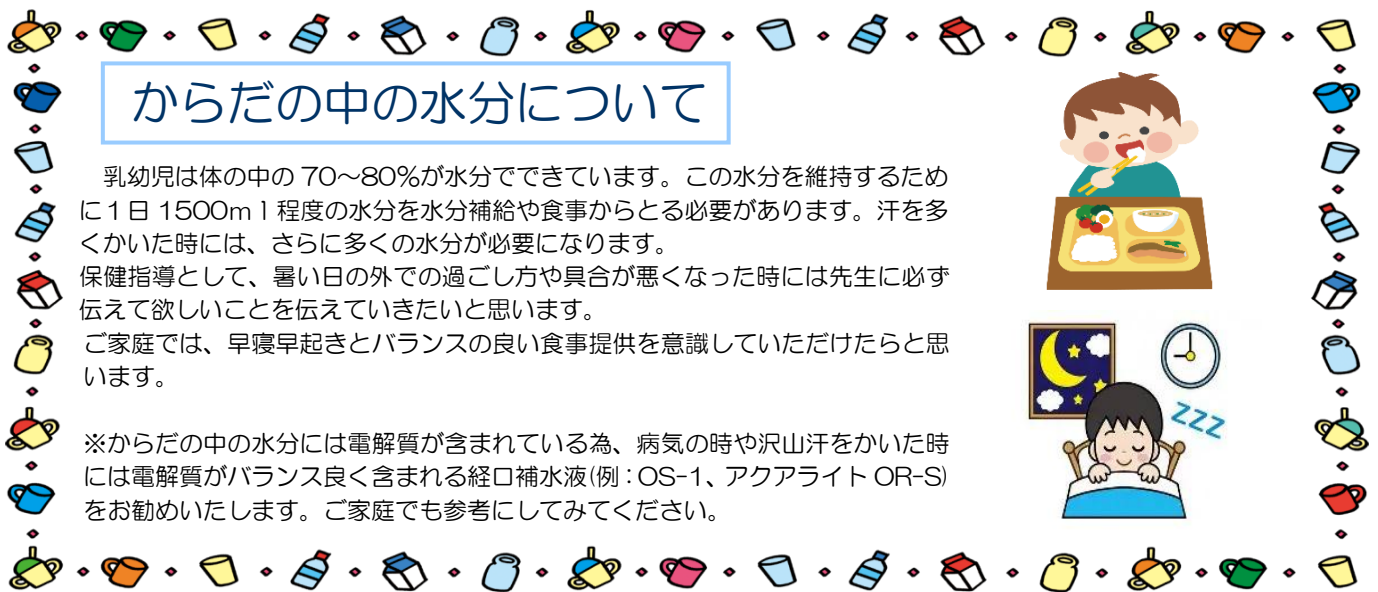 からだの中の水分について
乳幼児は体の中の 70～80%が水分でできています。この水分を維持するため
に1日 1500ml程度の水分を水分補給や食事からとる必要があります。汗を多
くかいた時には、さらに多くの水分が必要になります。
保健指導として、暑い日の外での過ごし方や具合が悪くなった時には先生に必ず
伝えて欲しいことを伝えていきたいと思います。
ご家庭では、早寝早起きとバランスの良い食事提供を意識していただけたらと思
います。
※からだの中の水分には電解質が含まれている為、病気の時や沢山汗をかいた時
には電解質がバランス良く含まれる経口補水液(例：OS-1、アクアライト OR-S)
をお勧めいたします。ご家庭でも参考にしてみてください。
ZZZ